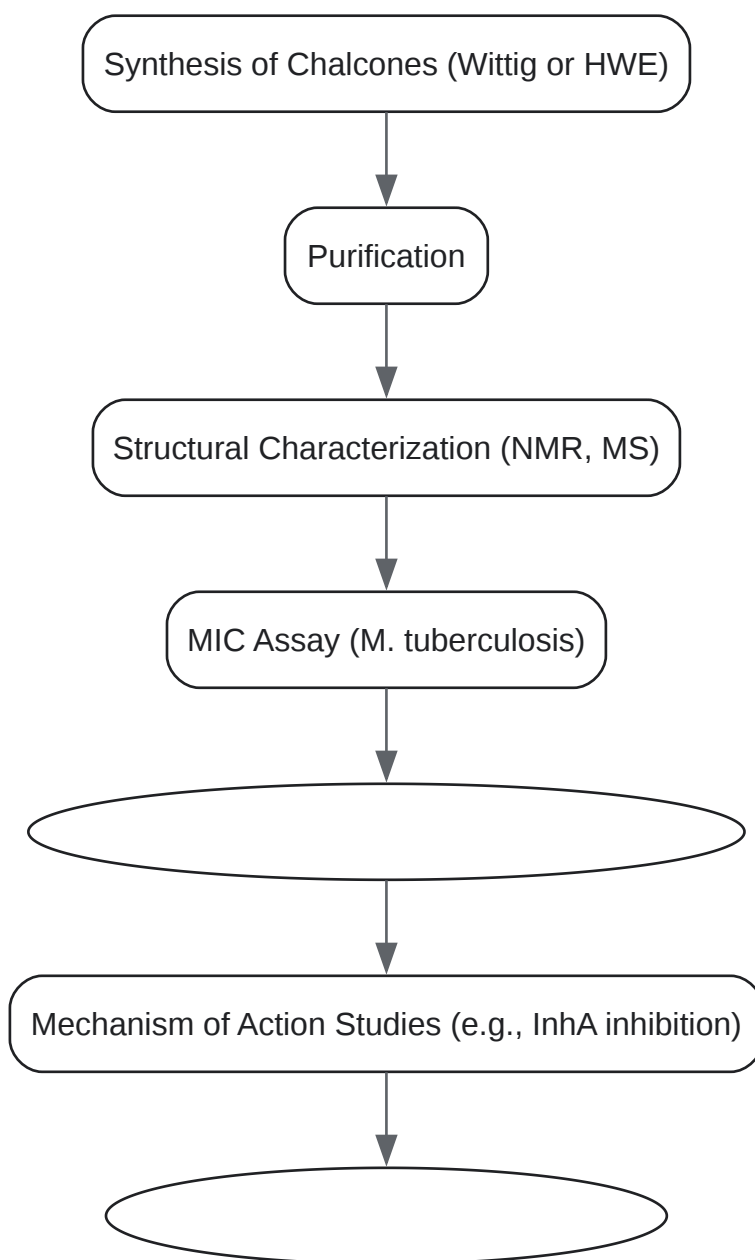 Synthesis of Chalcones (Wittig or HWE)
Purification
Structural Characterization (NMR, MS)
MIC Assay (M. tuberculosis)
Mechanism of Action Studies (e.g., InhA inhibition)